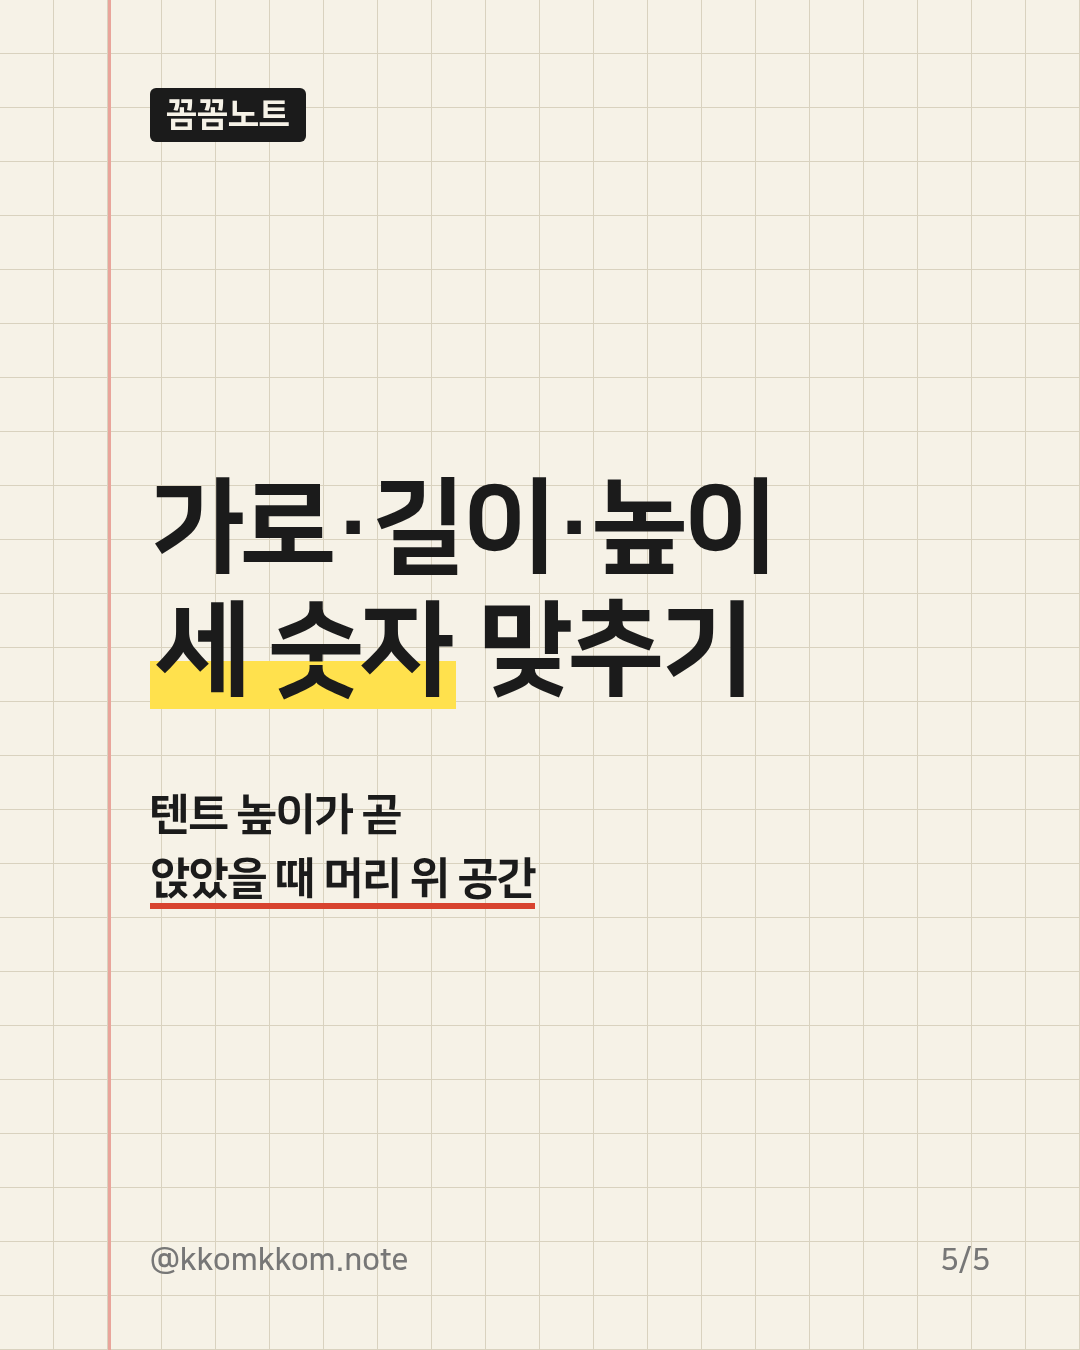 꼼꼼노트
가로·길이·높이
세 숫자 맞추기
텐트 높이가 곧
앉았을 때 머리 위 공간
@kkomkkom.note
5/5